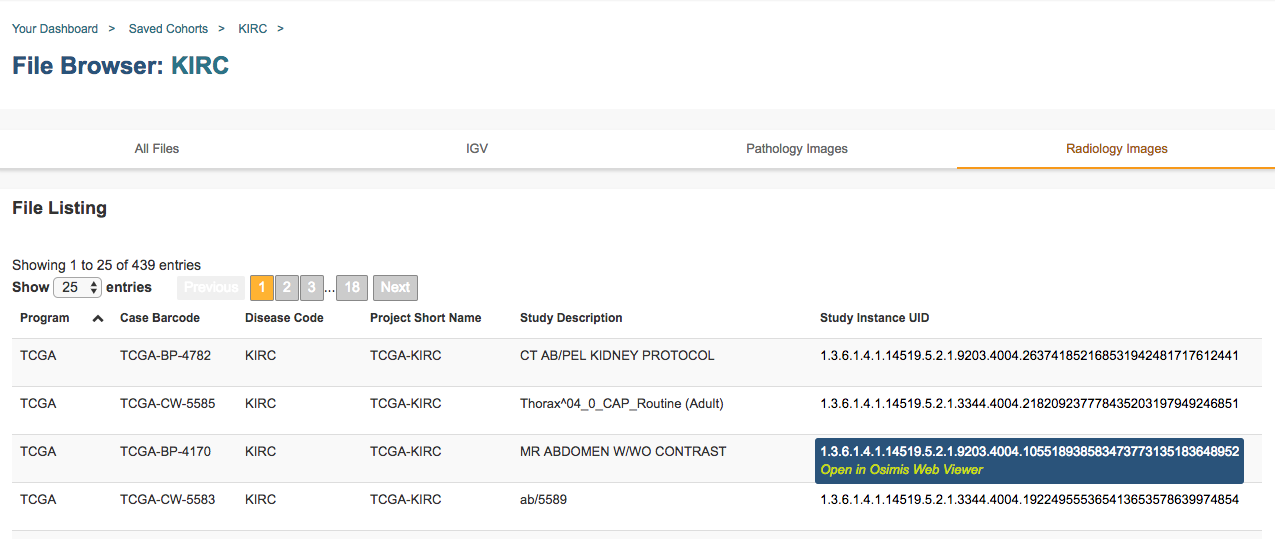 Your Dashboard > Saved Cohorts > KIRC >
File Browser: KIRC
All Files IGV Pathology Images Radiology Images
File Listing
Showing 1 to 25 of 439 entries
Show 25 entries Previous 1 2 3 ... 18 Next
Program Case Barcode Disease Code Project Short Name Study Description Study Instance UID
TCGA TCGA-BP-4782 KIRC TCGA-KIRC CT AB/PEL KIDNEY PROTOCOL 1.3.6.1.4.1.14519.5.2.1.9203.4004.263741852168531942481717612441
TCGA TCGA-CW-5585 KIRC TCGA-KIRC Thorax^04_0_CAP_Routine (Adult) 1.3.6.1.4.1.14519.5.2.1.3344.4004.218209237778435203197949246851
TCGA TCGA-BP-4170 KIRC TCGA-KIRC MR ABDOMEN W/WO CONTRAST 1.3.6.1.4.1.14519.5.2.1.9203.4004.105518938583473773135183648952
Open in Osimis Web Viewer
TCGA TCGA-CW-5583 KIRC TCGA-KIRC ab/5589 1.3.6.1.4.1.14519.5.2.1.3344.4004.192249555365413653578639974854